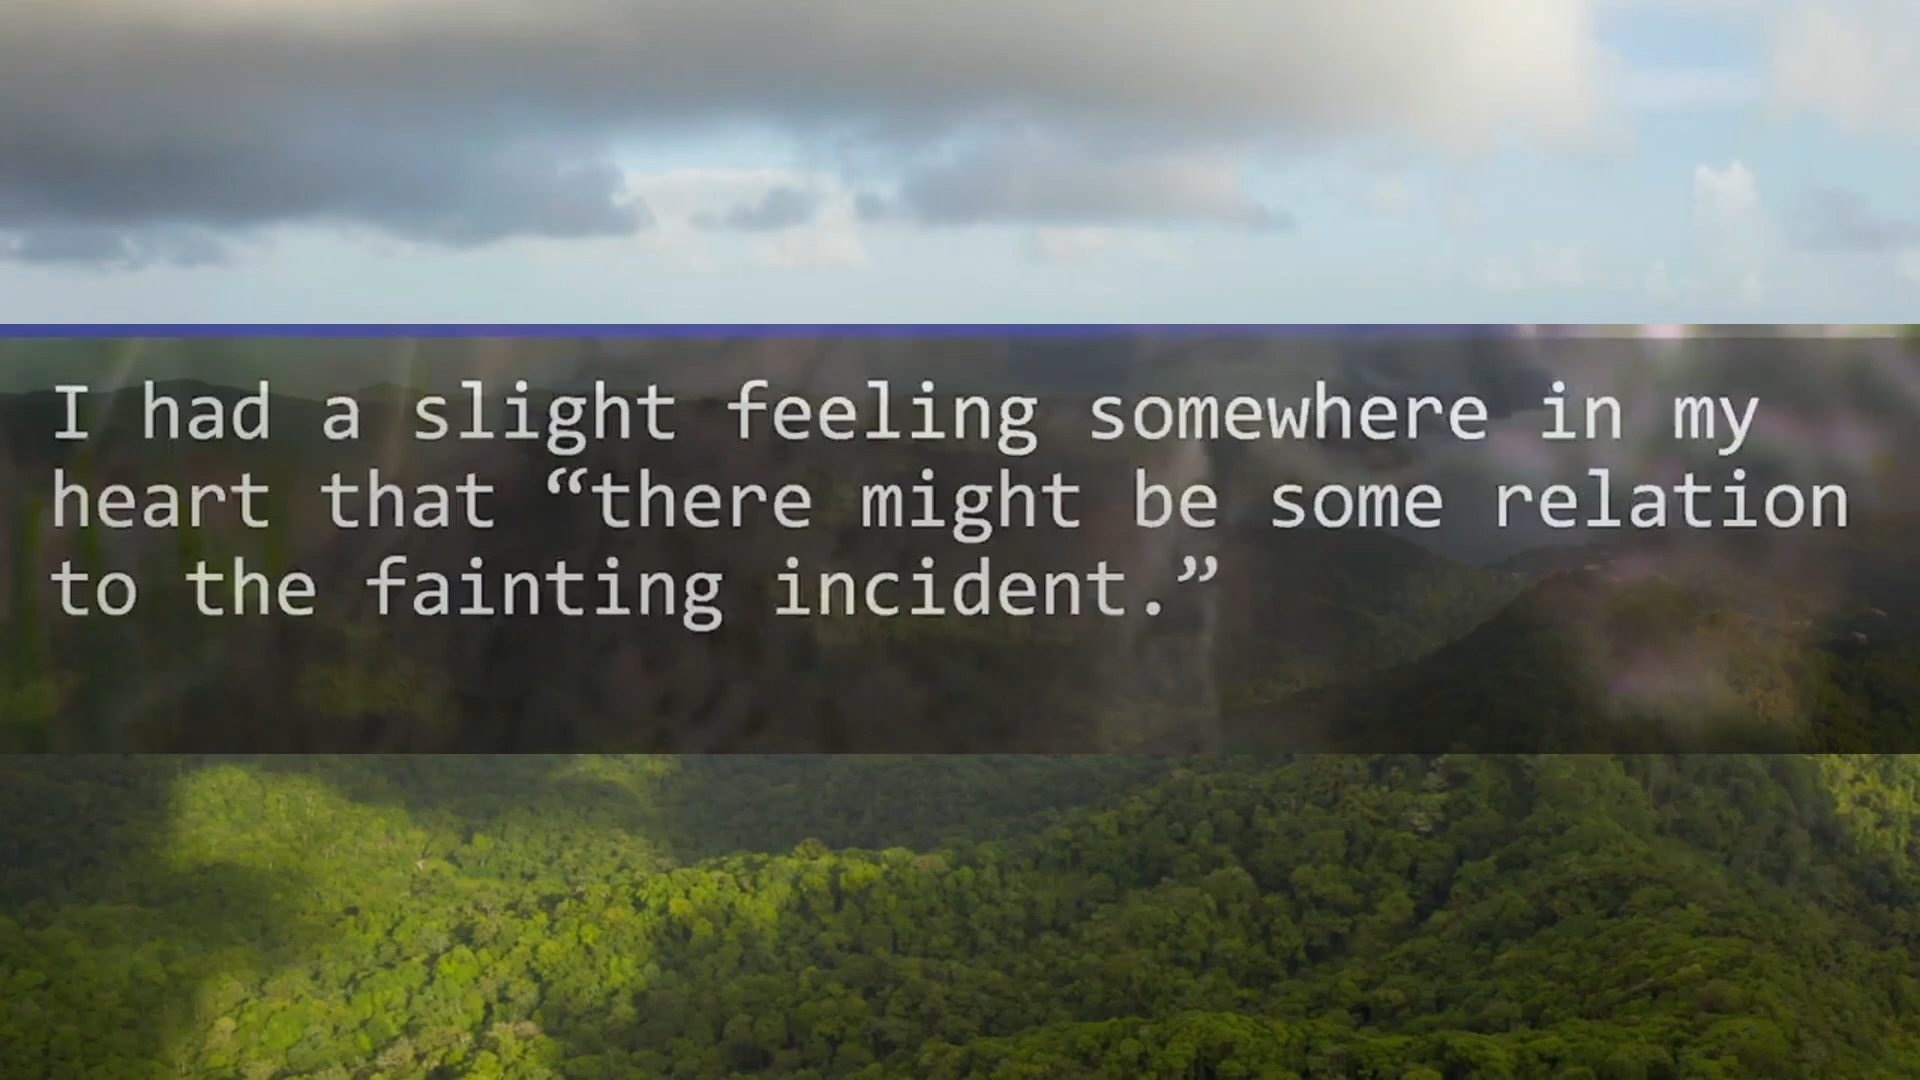 I had a slight feeling somewhere in my
heart that “there might be some relation
to the fainting incident.”